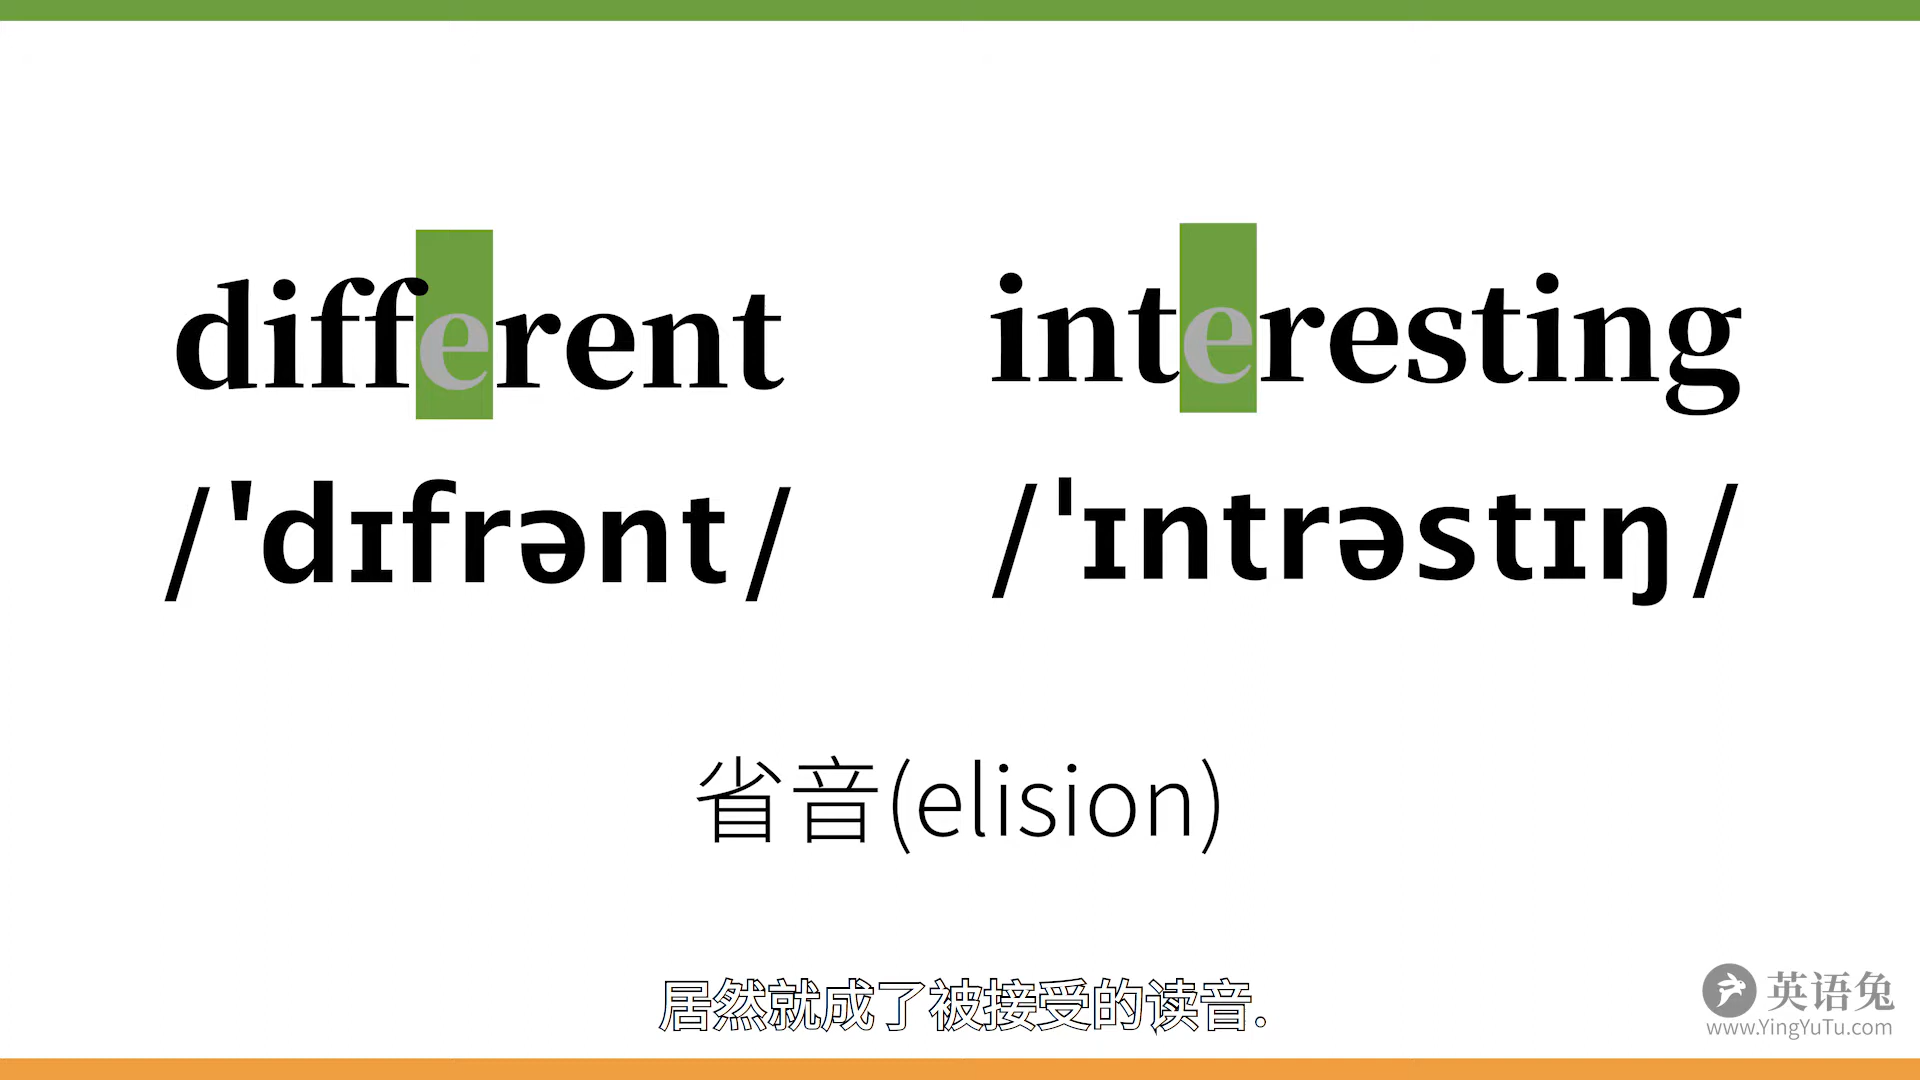 different
interesting
/'dɪfrənt/
/ˈɪntrəstɪŋ/
省音(elision)
居然就成了被接受的读音.
英语兔
www.YingYuTu.com